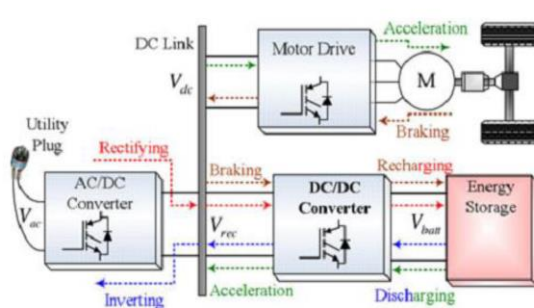 DC Link
Motor Drive
Acceleration
V_dc
M
Utility
Plug
Rectifying
Braking
Braking
Recharging
AC/DC
Converter
DC/DC
Converter
Energy
Storage
V_ac
V_rec
V_batt
Inverting
Acceleration
Discharging